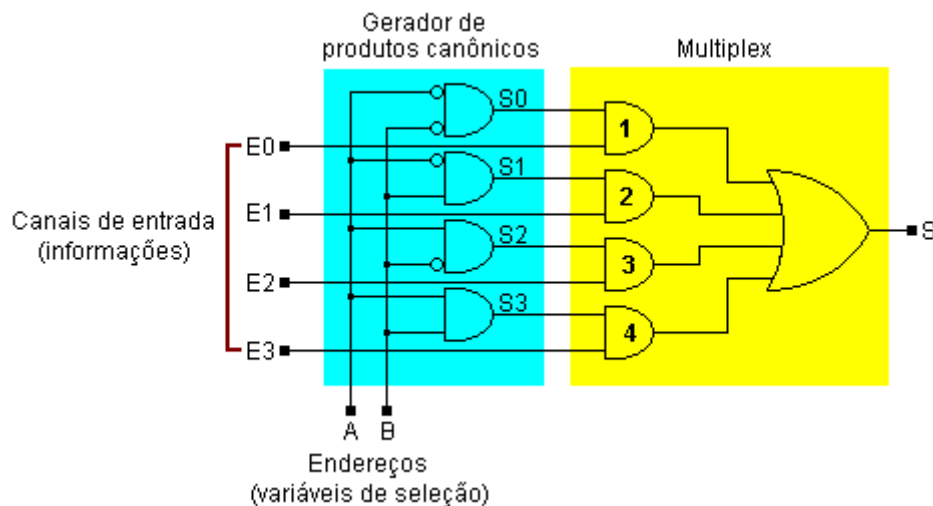 Gerador de
produtos canônicos
Multiplex
S0
1
E0
S1
2
Canais de entrada
(informações)
E1
S2
3
S
E2
S3
4
E3
A B
Endereços
(variáveis de seleção)